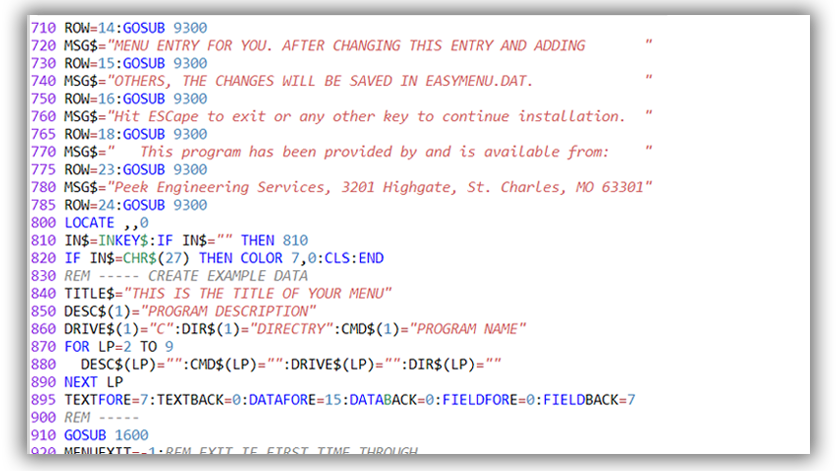 710 ROW=14:GOSUB 9300
720 MSG$="MENU ENTRY FOR YOU. AFTER CHANGING THIS ENTRY AND ADDING       "
730 ROW=15:GOSUB 9300
740 MSG$="OTHERS, THE CHANGES WILL BE SAVED IN EASYMENU.DAT.             "
750 ROW=16:GOSUB 9300
760 MSG$="Hit ESCape to exit or any other key to continue installation.  "
765 ROW=18:GOSUB 9300
770 MSG$="   This program has been provided by and is available from:    "
775 ROW=23:GOSUB 9300
780 MSG$="Peek Engineering Services, 3201 Highgate, St. Charles, MO 63301"
785 ROW=24:GOSUB 9300
800 LOCATE ,,0
810 IN$=INKEY$:IF IN$="" THEN 810
820 IF IN$=CHR$(27) THEN COLOR 7,0:CLS:END
830 REM ----- CREATE EXAMPLE DATA
840 TITLE$="THIS IS THE TITLE OF YOUR MENU"
850 DESC$(1)="PROGRAM DESCRIPTION"
860 DRIVE$(1)="C":DIR$(1)="DIRECTRY":CMD$(1)="PROGRAM NAME"
870 FOR LP=2 TO 9
880   DESC$(LP)="":CMD$(LP)="":DRIVE$(LP)="":DIR$(LP)=""
890 NEXT LP
895 TEXTFORE=7:TEXTBACK=0:DATAFORE=15:DATABACK=0:FIELDFORE=0:FIELDBACK=7
900 REM -----
910 GOSUB 1600
920 MENUEXIT=-1:REM EXIT IF FIRST TIME THROUGH